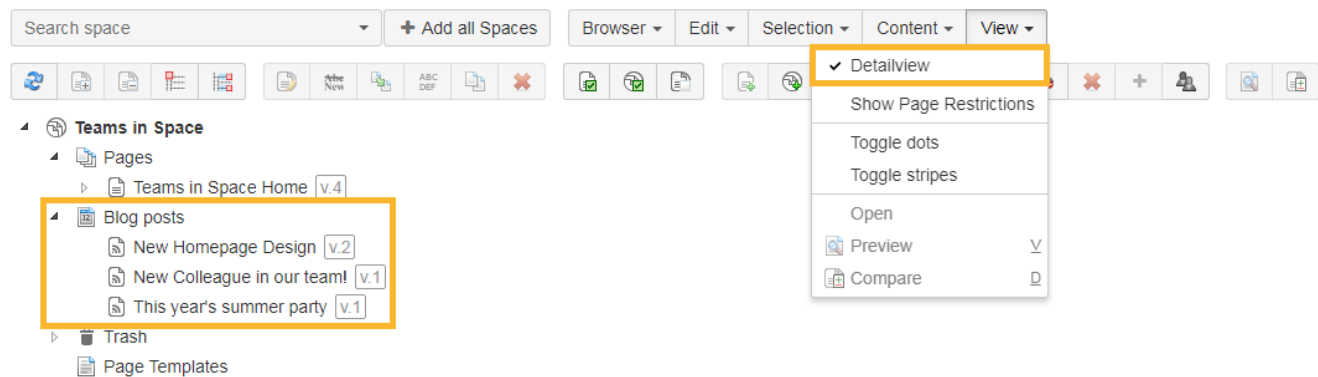 Search space
Add all Spaces
Browser
Edit
Selection
Content
View
ABC
DEF
Detailview
Show Page Restrictions
Toggle dots
Toggle stripes
Open
Preview V
Compare D
Teams in Space
Pages
Teams in Space Home v.4
12
Blog posts
New Homepage Design v.2
New Colleague in our team! v.1
This year's summer party v.1
Trash
Page Templates